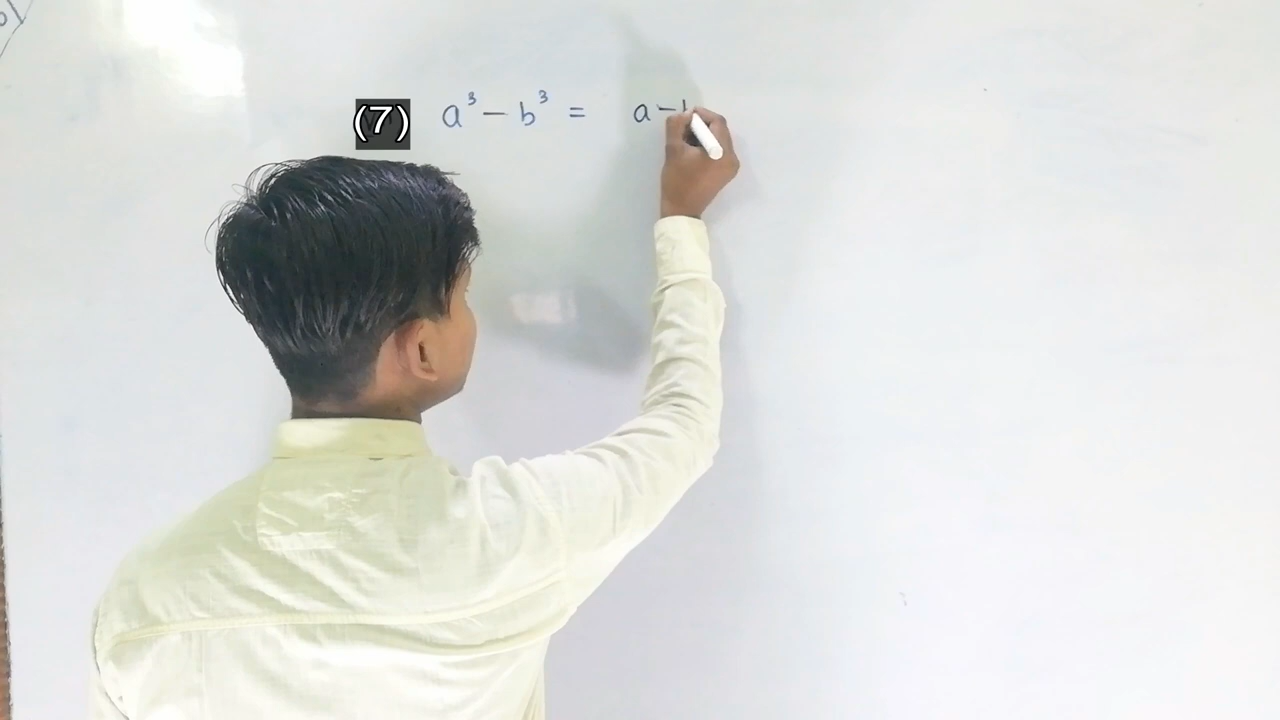 (7) a³ - b³ = a -